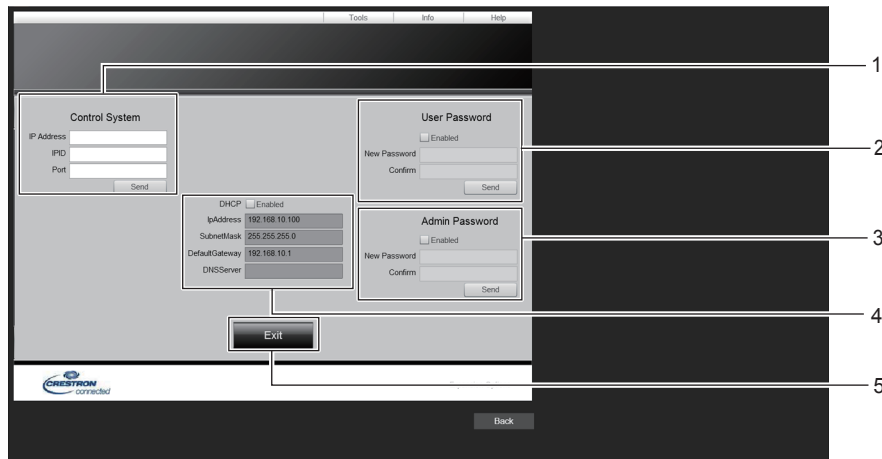 Tools Info Help
1
Control System
IP Address
IPID
Port
Send
User Password
Enabled
New Password
Confirm
Send
2
DHCP Enabled
IpAddress 192.168.10.100
SubnetMask 255.255.255.0
DefaultGateway 192.168.10.1
DNSServer
Admin Password
Enabled
New Password
Confirm
Send
3
4
Exit
5
CRESTRON
connected
Back